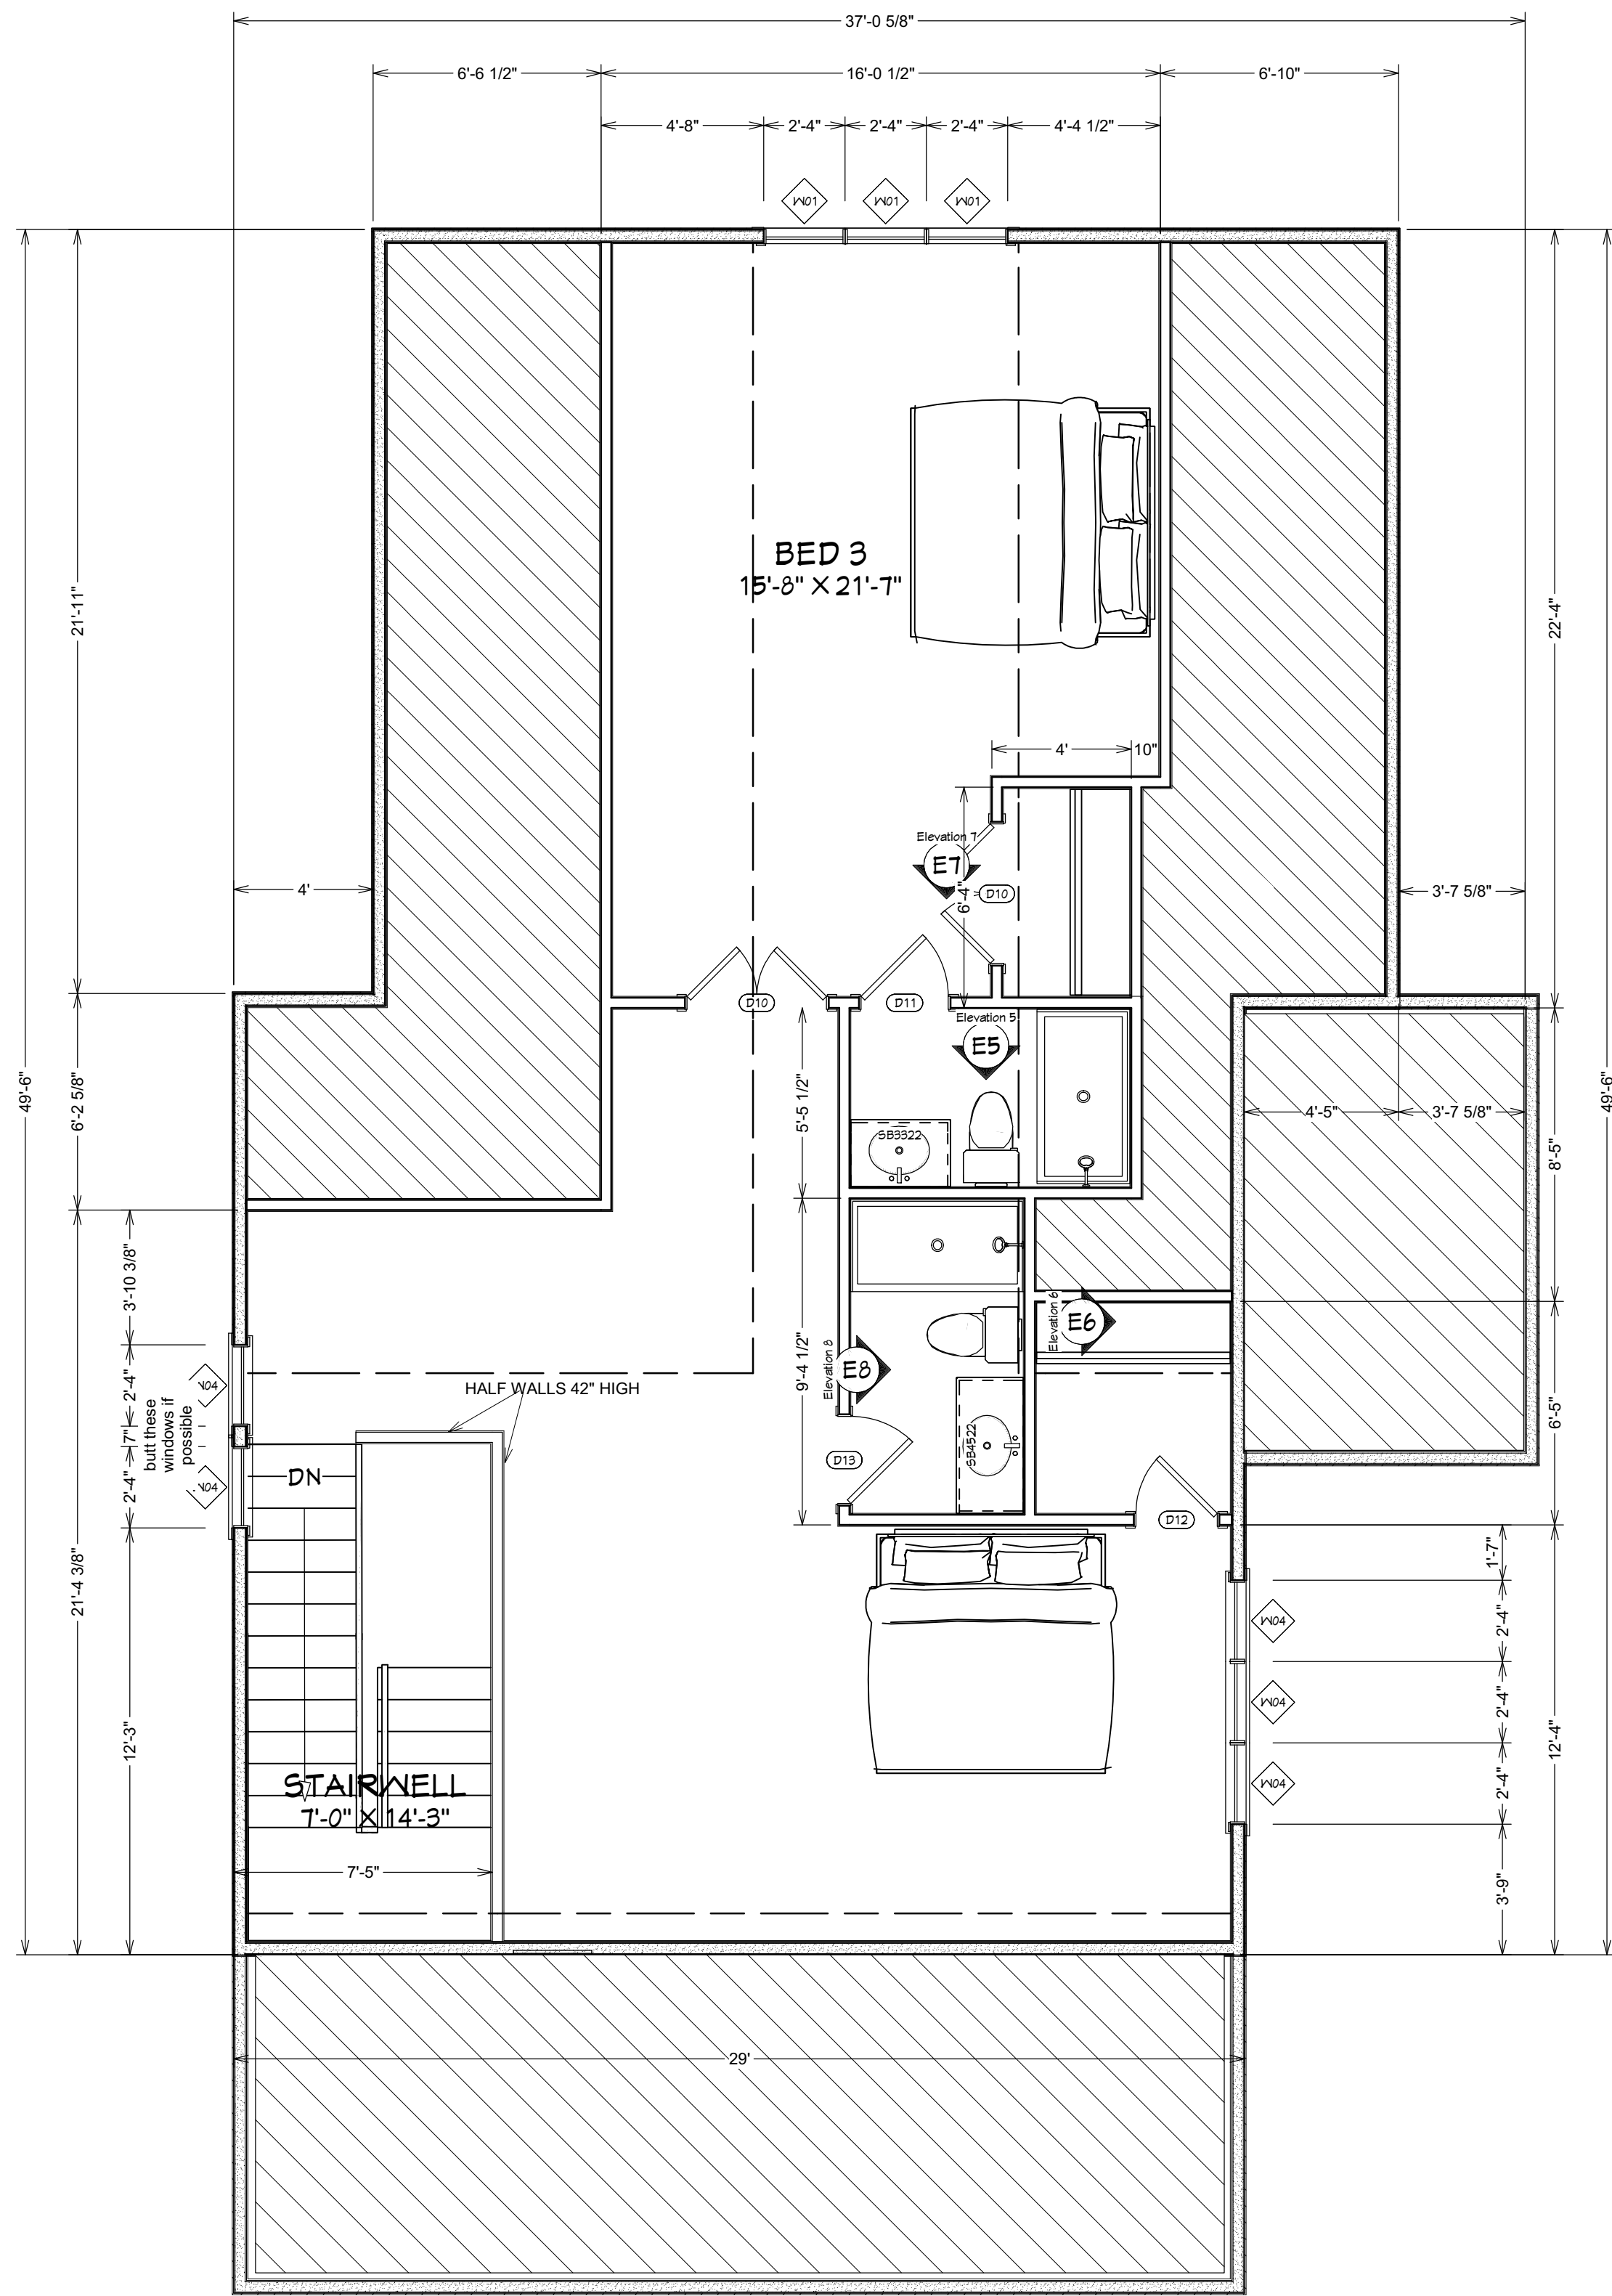 37'-0 5/8"
6'-6 1/2"
16'-0 1/2"
6'-10"
4'-8"
2'-4"
2'-4"
2'-4"
4'-4 1/2"
W01
W01
W01
BED 3
15'-8" X 21'-7"
21'-11"
22'-4"
4'
10"
Elevation 7
E7
6'-4"
D10
4'
3'-7 5/8"
D10
D11
Elevation 5
E5
49'-6"
6'-2 5/8"
5'-5 1/2"
SB3322
4'-5"
3'-7 5/8"
8'-5"
49'-6"
3'-10 3/8"
Elevation 6
E6
Elevation 8
E8
9'-4 1/2"
HALF WALLS 42" HIGH
2'-4"
W04
7"
butt these
windows if
possible
2'-4"
W04
DN
SB4522
D13
D12
6'-5"
1'-7"
21'-4 3/8"
2'-4"
W04
2'-4"
W04
2'-4"
W04
12'-3"
12'-4"
STAIRWELL
7'-0" X 14'-3"
7'-5"
3'-9"
29'